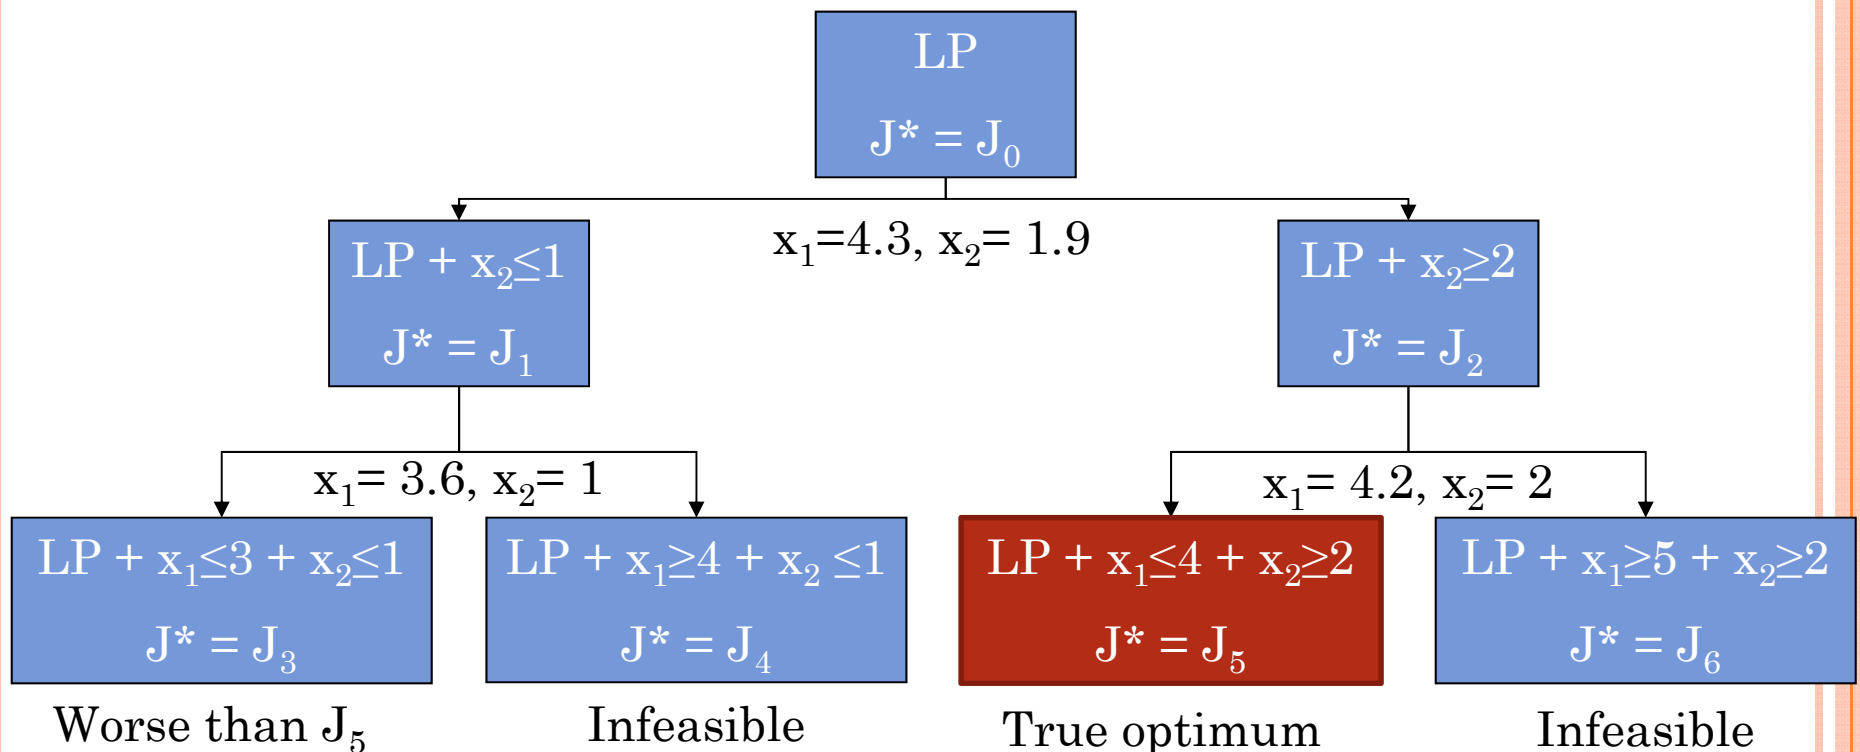 LP
J* = J₀
x₁=4.3, x₂= 1.9
LP + x₂≤1
J* = J₁
LP + x₂≥2
J* = J₂
x₁= 3.6, x₂= 1
x₁= 4.2, x₂= 2
LP + x₁≤3 + x₂≤1
J* = J₃
LP + x₁≥4 + x₂ ≤1
J* = J₄
LP + x₁≤4 + x₂≥2
J* = J₅
LP + x₁≥5 + x₂≥2
J* = J₆
Worse than J₅
Infeasible
True optimum
Infeasible